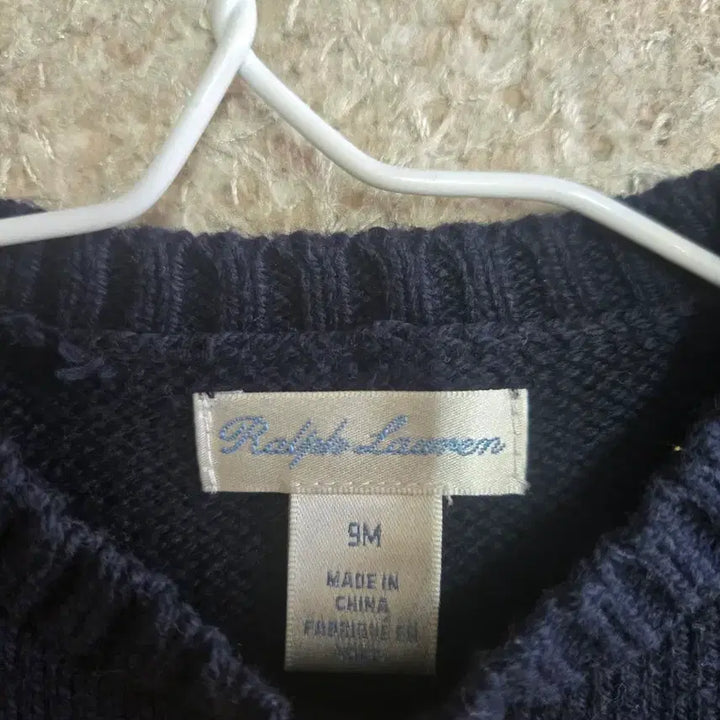 Ralph Lauren
9M
MADE IN
CHINA
FABRIQUÉ EN